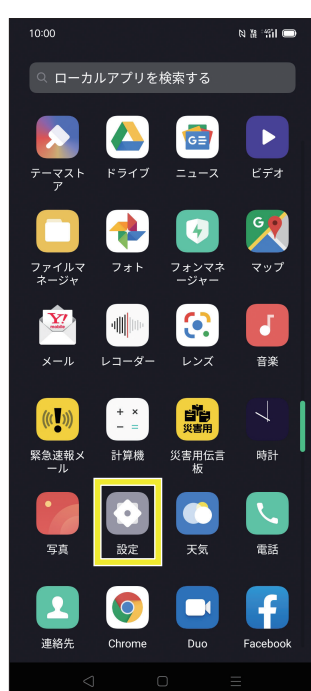 10:00
ローカルアプリを検索する
テーマスト
ア
ドライブ
ニュース
ビデオ
ファイルマ
ネージャ
フォト
フォンマネ
ージャー
マップ
Y!
mobile
メール
レコーダー
レンズ
音楽
災害用
緊急速報メ
ール
計算機
災害用伝言
板
時計
写真
設定
天気
電話
連絡先
Chrome
Duo
Facebook